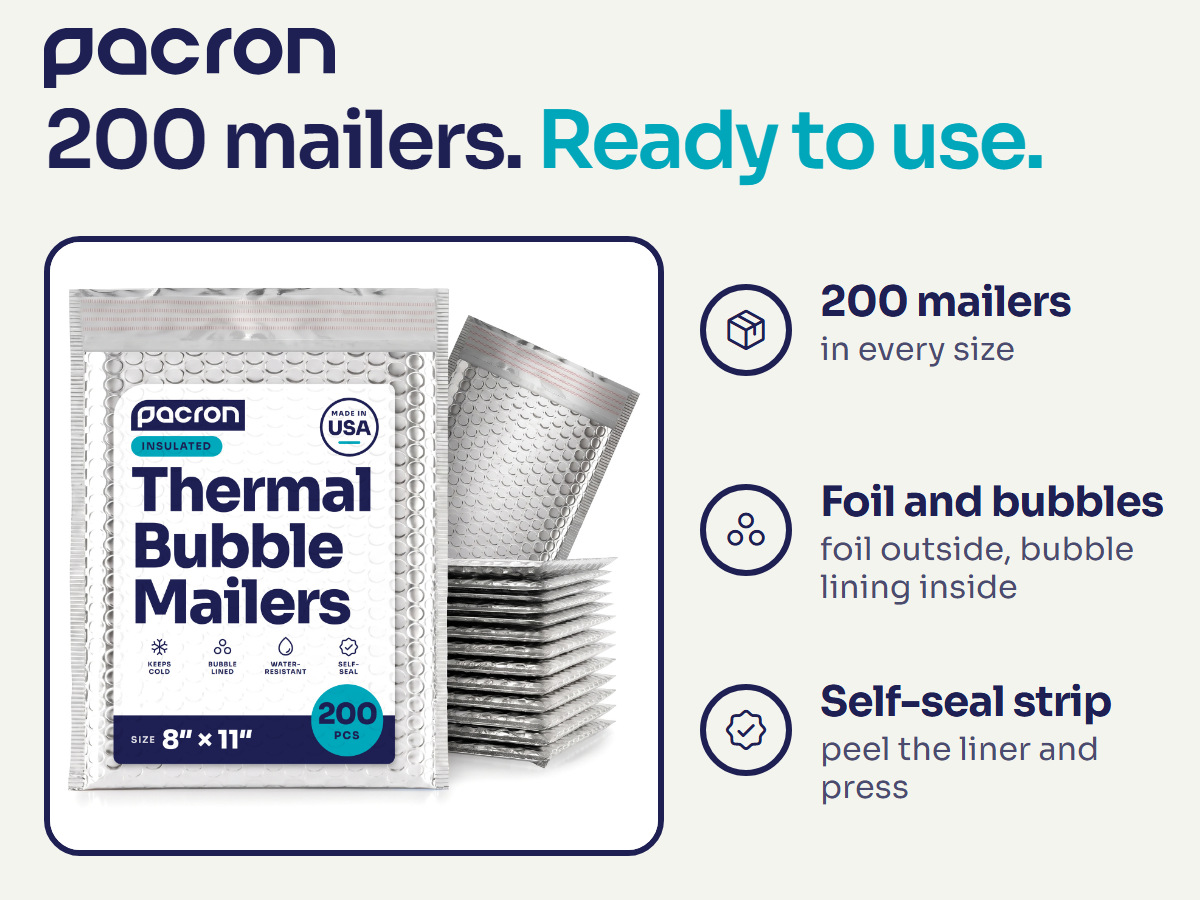 pacron
200 mailers. Ready to use.
pacron
MADE IN
USA
INSULATED
Thermal
Bubble
Mailers
KEEPS
COLD
BUBBLE
LINED
WATER-
RESISTANT
SELF-
SEAL
200
PCS
SIZE 8" × 11"
200 mailers
in every size
Foil and bubbles
foil outside, bubble
lining inside
Self-seal strip
peel the liner and
press